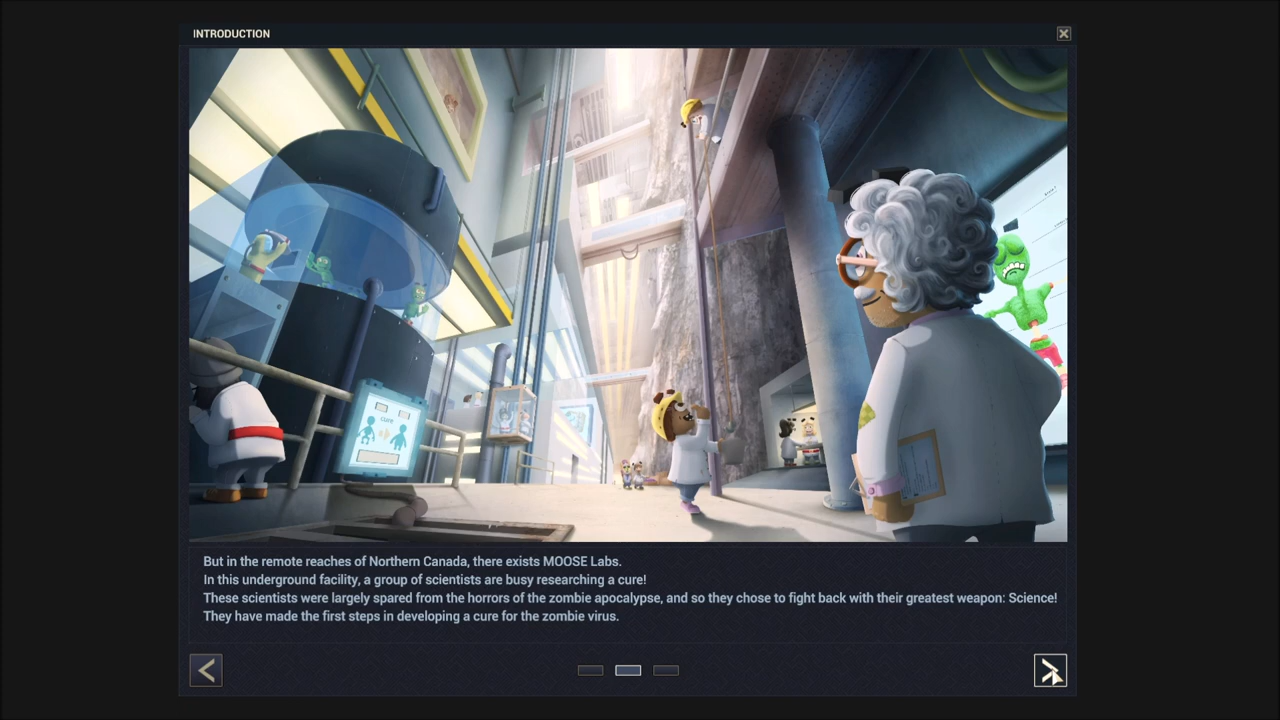 INTRODUCTION
cure
But in the remote reaches of Northern Canada, there exists MOOSE Labs.
In this underground facility, a group of scientists are busy researching a cure!
These scientists were largely spared from the horrors of the zombie apocalypse, and so they chose to fight back with their greatest weapon: Science!
They have made the first steps in developing a cure for the zombie virus.